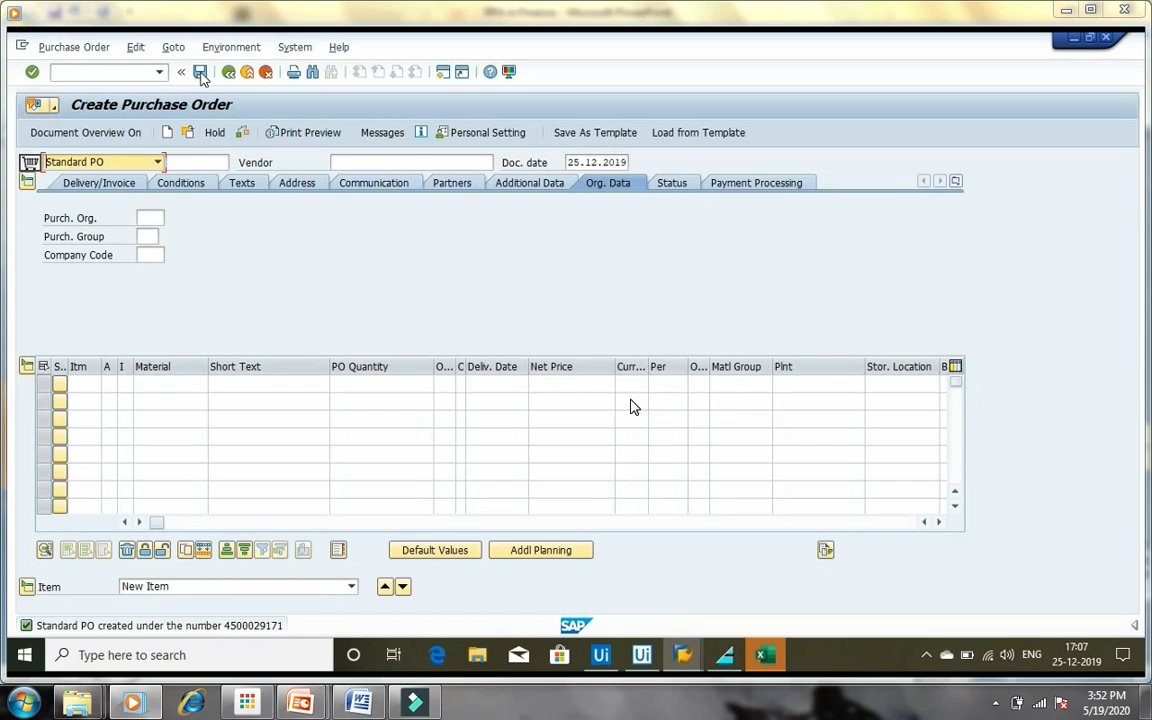 Purchase Order Edit Goto Environment System Help
Create Purchase Order
Document Overview On Hold Print Preview Messages Personal Setting Save As Template Load from Template
Standard PO Vendor Doc. date 25.12.2019
Delivery/Invoice Conditions Texts Address Communication Partners Additional Data Org. Data Status Payment Processing
Purch. Org.
Purch. Group
Company Code
S.. Itm A I Material Short Text PO Quantity O... C Deliv. Date Net Price Curr... Per O... Matl Group Plnt Stor. Location B
Default Values Addl Planning
Item New Item
Standard PO created under the number 4500029171 SAP
Type here to search Ui Ui ENG 17:07
25-12-2019
3:52 PM
5/19/2020